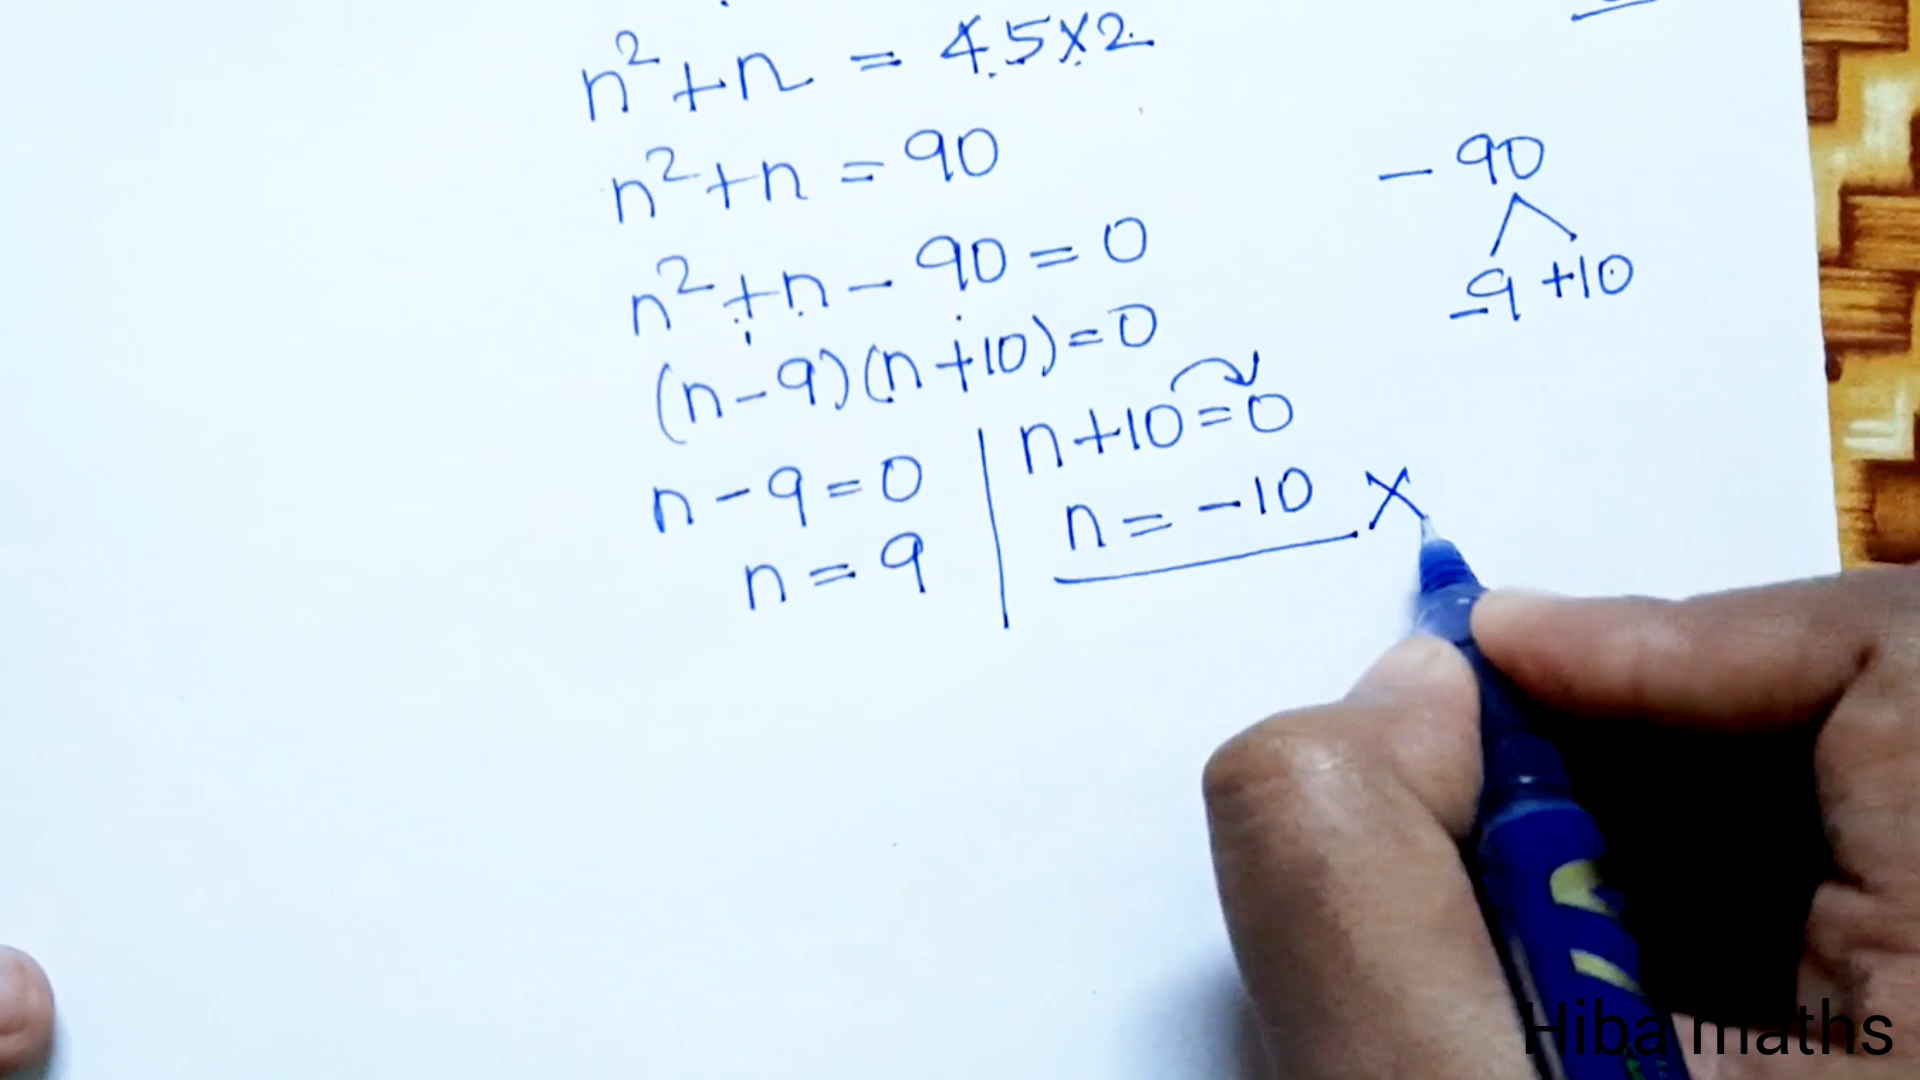 n²+n = 45×2
n²+n = 90
n²+n - 90 = 0
(n-9)(n+10)=0
n-9=0
n = 9
n+10=0
n = -10 ×
- 90
-9 +10
Hiba maths